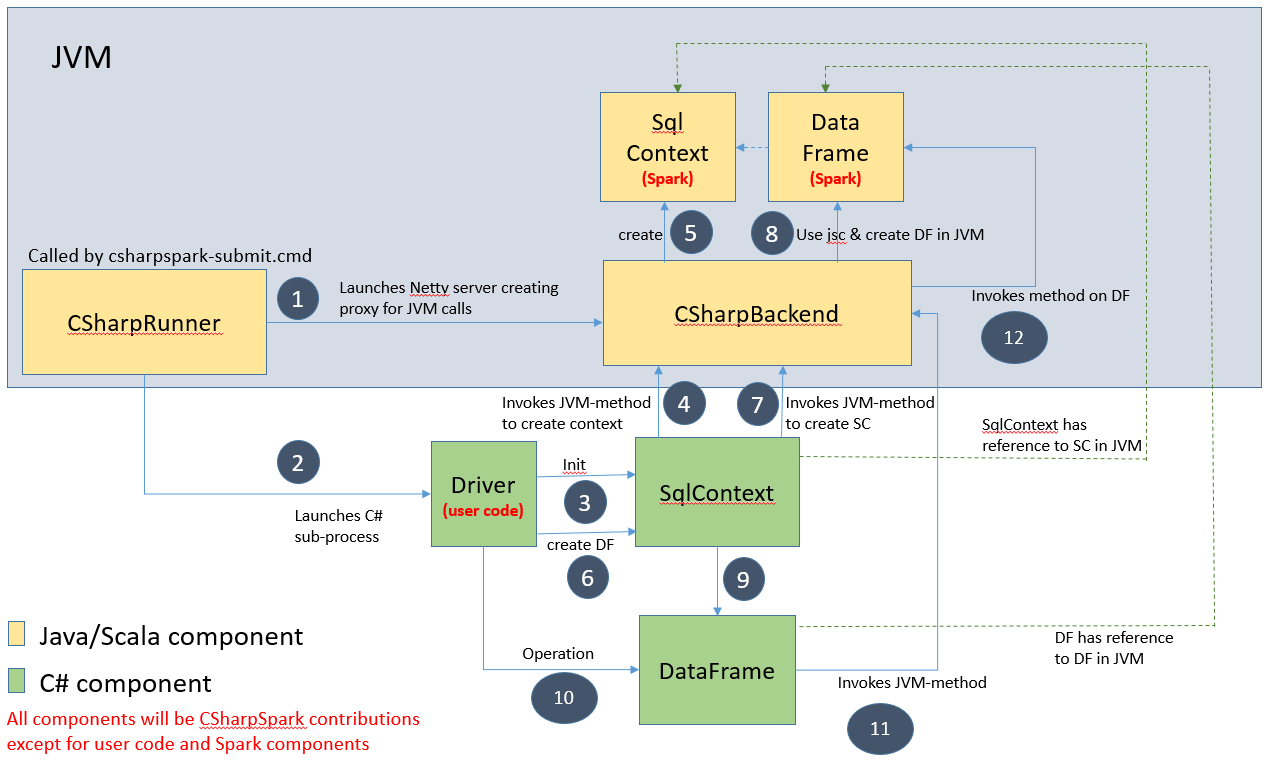 JVM
Sql
Context
(Spark)
Data
Frame
(Spark)
create
5
8
Use jsc & create DF in JVM
Called by csharpspark-submit.cmd
CSharpRunner
1
Launches Netty server creating
proxy for JVM calls
CSharpBackend
Invokes method on DF
12
Invokes JVM-method
to create context
4
7
Invokes JVM-method
to create SC
SqlContext has
reference to SC in JVM
2
Launches C#
sub-process
Driver
(user code)
Init
3
create DF
6
SqlContext
9
Operation
10
DataFrame
DF has reference
to DF in JVM
Invokes JVM-method
11
Java/Scala component
C# component
All components will be CSharpSpark contributions
except for user code and Spark components